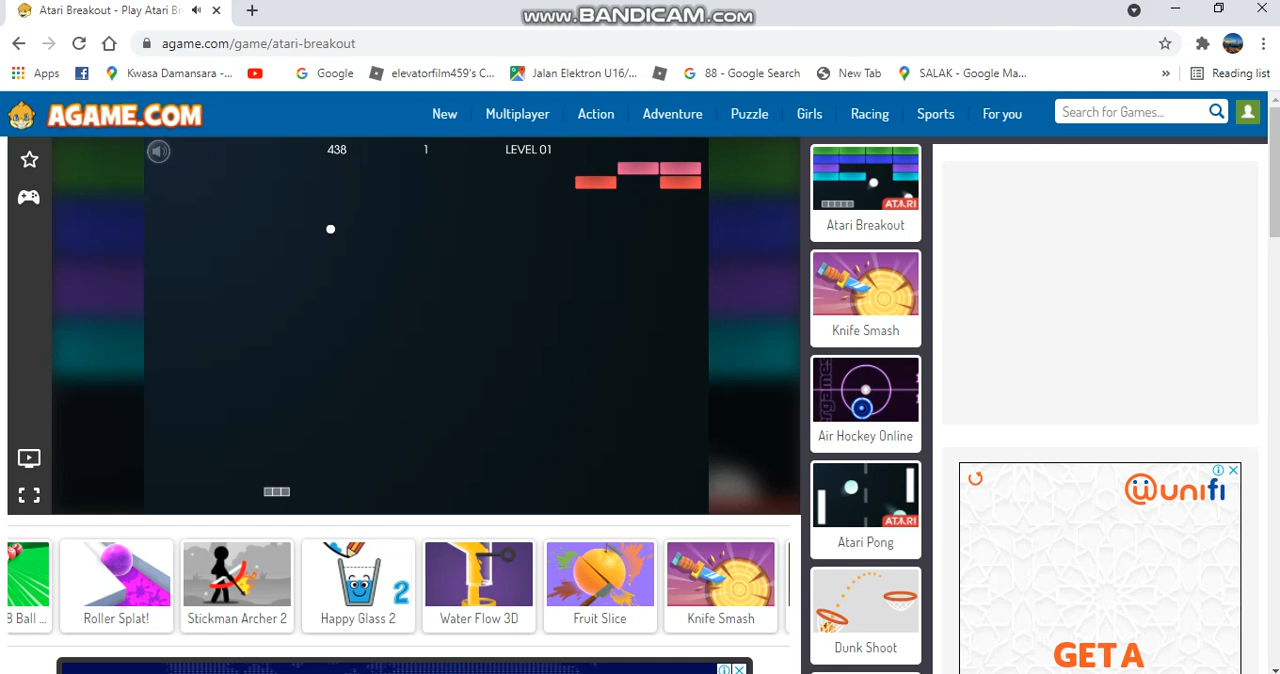 Atari Breakout - Play Atari Br
www.BANDICAM.com
agame.com/game/atari-breakout
Apps Kwasa Damansara -... Google elevatorfilm459's C... Jalan Elektron U16/... 88 - Google Search New Tab SALAK - Google Ma... » Reading list
AGAME.COM New Multiplayer Action Adventure Puzzle Girls Racing Sports For you Search for Games...
438 1 LEVEL 01
ATARI
Atari Breakout
Knife Smash
Air Hockey Online
ATARI
Atari Pong
Dunk Shoot
unifi
GET A
8 Ball ... Roller Splat! Stickman Archer 2 Happy Glass 2 Water Flow 3D Fruit Slice Knife Smash